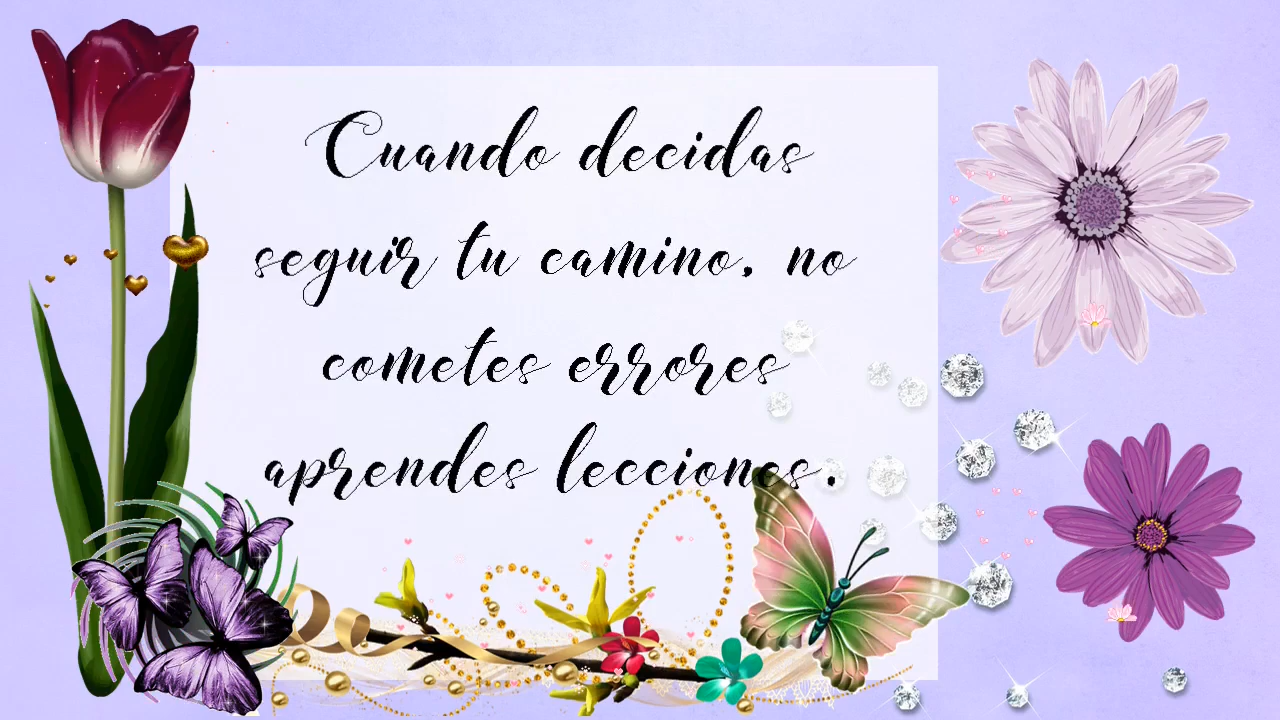 Cuando decidas
seguir tu camino. no
cometes errores
aprendes lecciones.